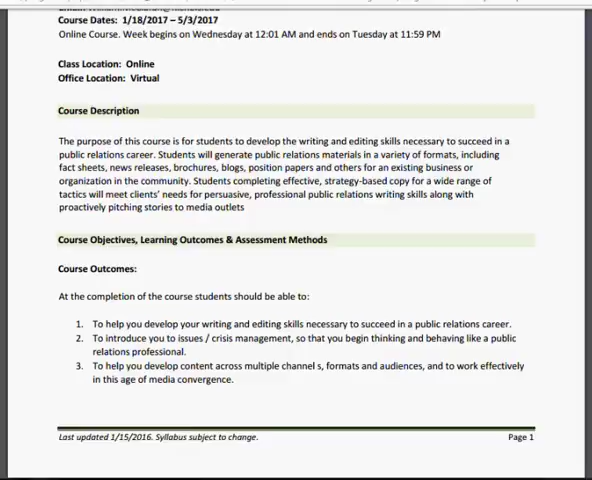 Course Dates: 1/18/2017 – 5/3/2017
Online Course. Week begins on Wednesday at 12:01 AM and ends on Tuesday at 11:59 PM
Class Location: Online
Office Location: Virtual
Course Description
The purpose of this course is for students to develop the writing and editing skills necessary to succeed in a
public relations career. Students will generate public relations materials in a variety of formats, including
fact sheets, news releases, brochures, blogs, position papers and others for an existing business or
organization in the community. Students completing effective, strategy-based copy for a wide range of
tactics will meet clients' needs for persuasive, professional public relations writing skills along with
proactively pitching stories to media outlets
Course Objectives, Learning Outcomes & Assessment Methods
Course Outcomes:
At the completion of the course students should be able to:
1. To help you develop your writing and editing skills necessary to succeed in a public relations career.
2. To introduce you to issues / crisis management, so that you begin thinking and behaving like a public
relations professional.
3. To help you develop content across multiple channel s, formats and audiences, and to work effectively
in this age of media convergence.
Last updated 1/15/2016. Syllabus subject to change. Page 1